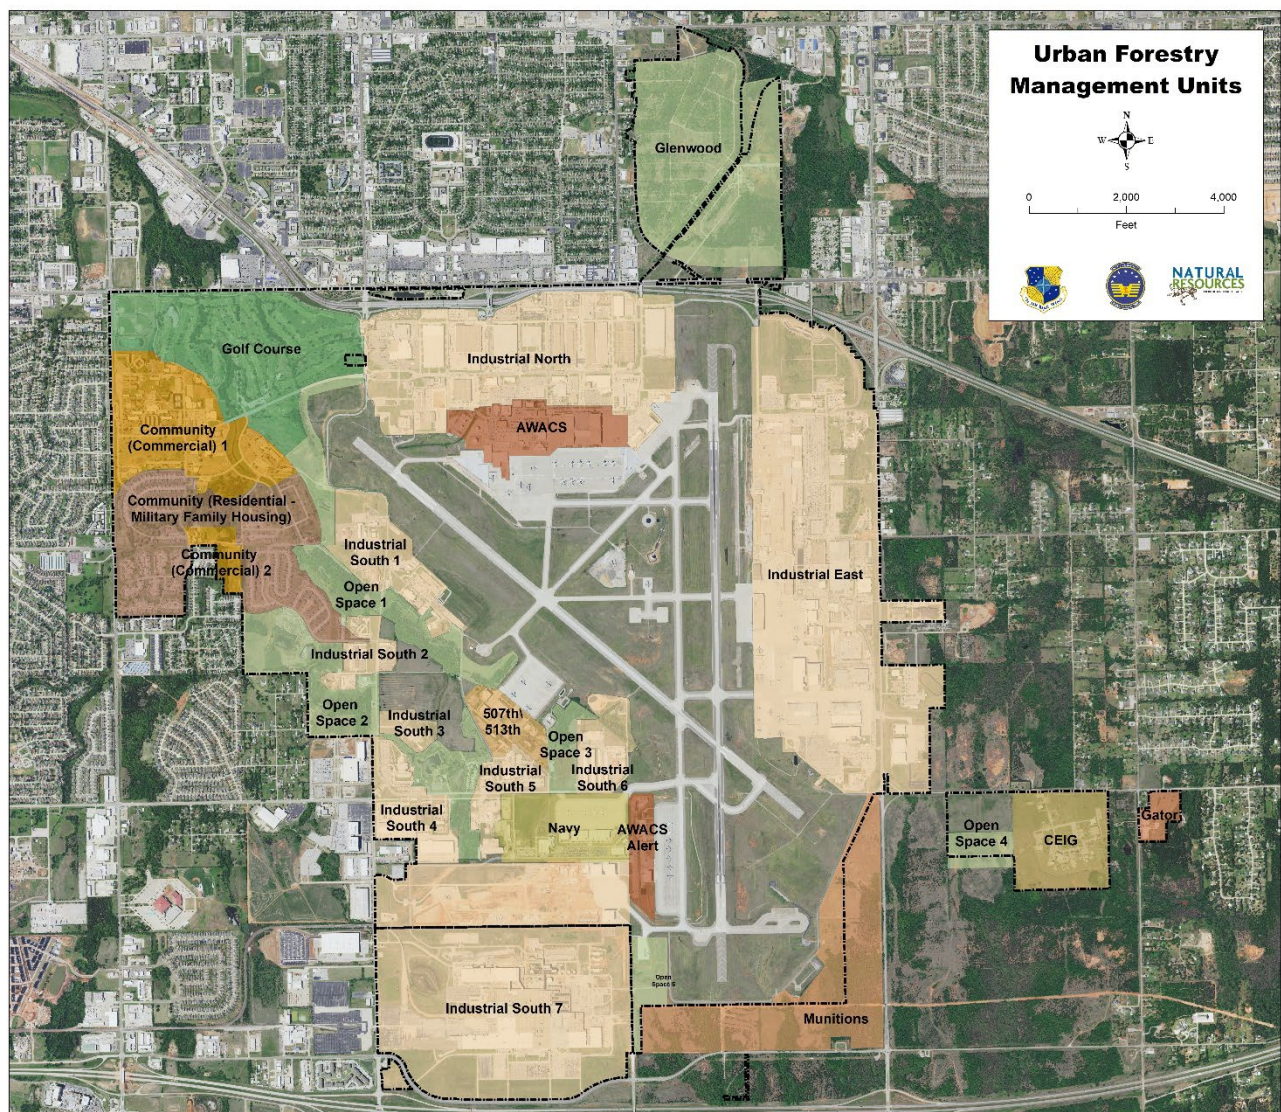 Urban Forestry
Management Units
N
W
E
S
0
2,000
4,000
Feet
NATURAL
RESOURCES
Glenwood
Golf Course
Industrial North
AWACS
Community
(Commercial) 1
Community (Residential -
Military Family Housing)
Community
(Commercial) 2
Industrial
South 1
Open
Space 1
Industrial East
Industrial South 2
Open
Space 2
Industrial
South 3
507th\
513th
Open
Space 3
Industrial
South 5
Industrial
South 6
Industrial
South 4
Navy
AWACS
Alert
Open
Space 4
CEIG
Gator
Open
Space 5
Industrial South 7
Munitions